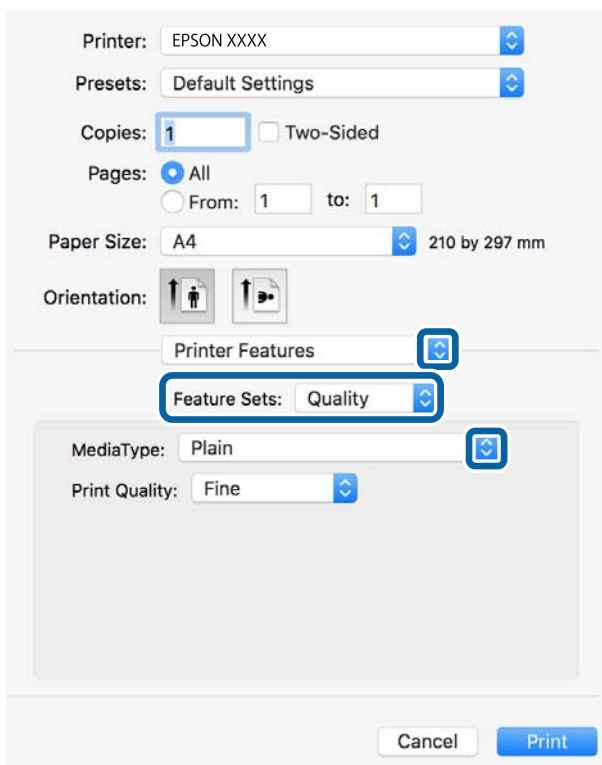 Printer: EPSON XXXX
Presets: Default Settings
Copies: 1 Two-Sided
Pages: All
From: 1 to: 1
Paper Size: A4 210 by 297 mm
Orientation:
Printer Features
Feature Sets: Quality
MediaType: Plain
Print Quality: Fine
Cancel Print